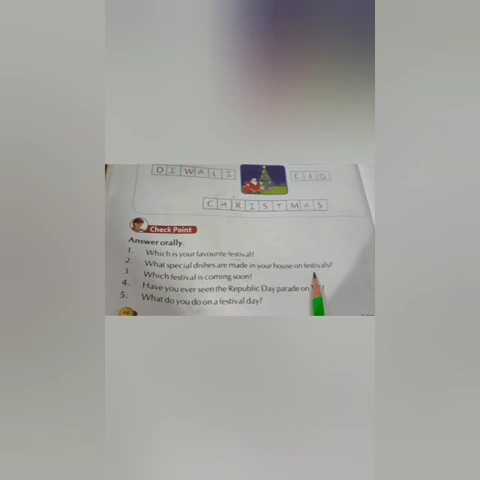 DIWALI
EID
CHRISTMAS
Check Point
Answer orally.
1. Which is your favourite festival?
2. What special dishes are made in your house on festivals?
3. Which festival is coming soon?
4. Have you ever seen the Republic Day parade on
5. What do you do on a festival day?